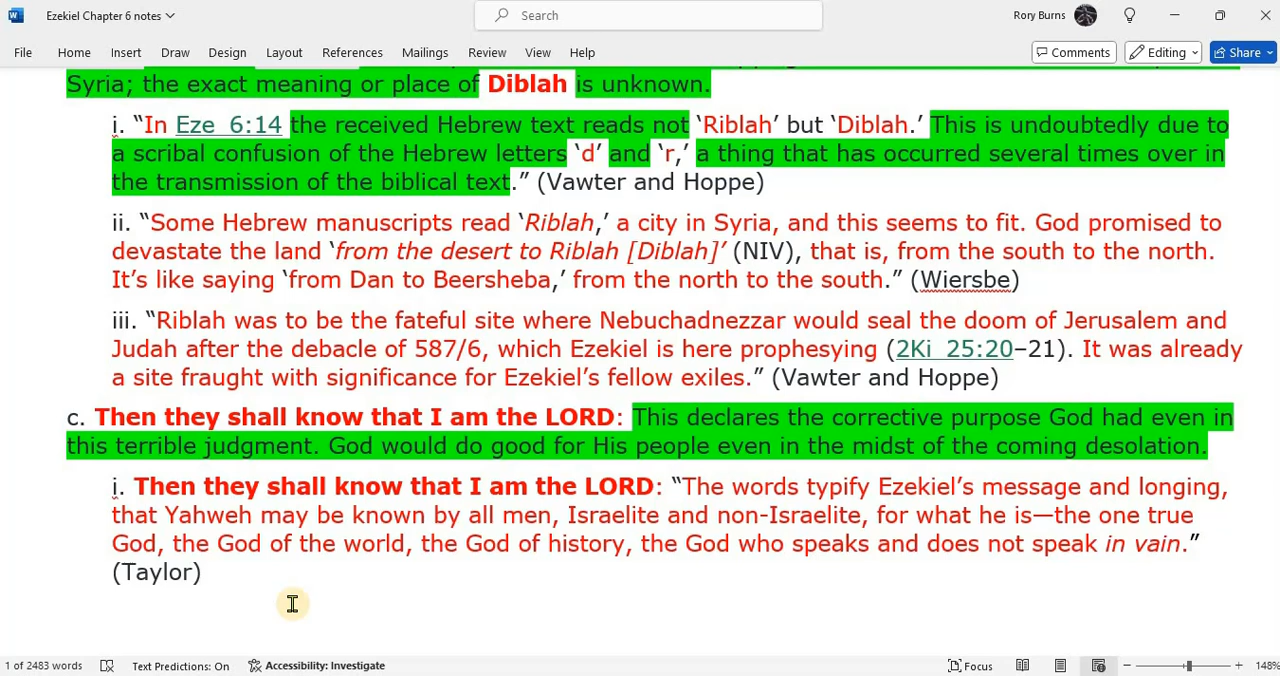 Ezekiel Chapter 6 notes
Search
Rory Burns
File Home Insert Draw Design Layout References Mailings Review View Help Comments Editing Share
Syria; the exact meaning or place of Diblah is unknown.
i. “In Eze_6:14 the received Hebrew text reads not ‘Riblah’ but ‘Diblah.’ This is undoubtedly due to
a scribal confusion of the Hebrew letters ‘d’ and ‘r,’ a thing that has occurred several times over in
the transmission of the biblical text.” (Vawter and Hoppe)
ii. “Some Hebrew manuscripts read ‘Riblah,’ a city in Syria, and this seems to fit. God promised to
devastate the land ‘from the desert to Riblah [Diblah]’ (NIV), that is, from the south to the north.
It’s like saying ‘from Dan to Beersheba,’ from the north to the south.” (Wiersbe)
iii. “Riblah was to be the fateful site where Nebuchadnezzar would seal the doom of Jerusalem and
Judah after the debacle of 587/6, which Ezekiel is here prophesying (2Ki_25:20–21). It was already
a site fraught with significance for Ezekiel’s fellow exiles.” (Vawter and Hoppe)
c. Then they shall know that I am the LORD: This declares the corrective purpose God had even in
this terrible judgment. God would do good for His people even in the midst of the coming desolation.
i. Then they shall know that I am the LORD: “The words typify Ezekiel’s message and longing,
that Yahweh may be known by all men, Israelite and non-Israelite, for what he is—the one true
God, the God of the world, the God of history, the God who speaks and does not speak in vain.”
(Taylor)
1 of 2483 words Text Predictions: On Accessibility: Investigate Focus 148%